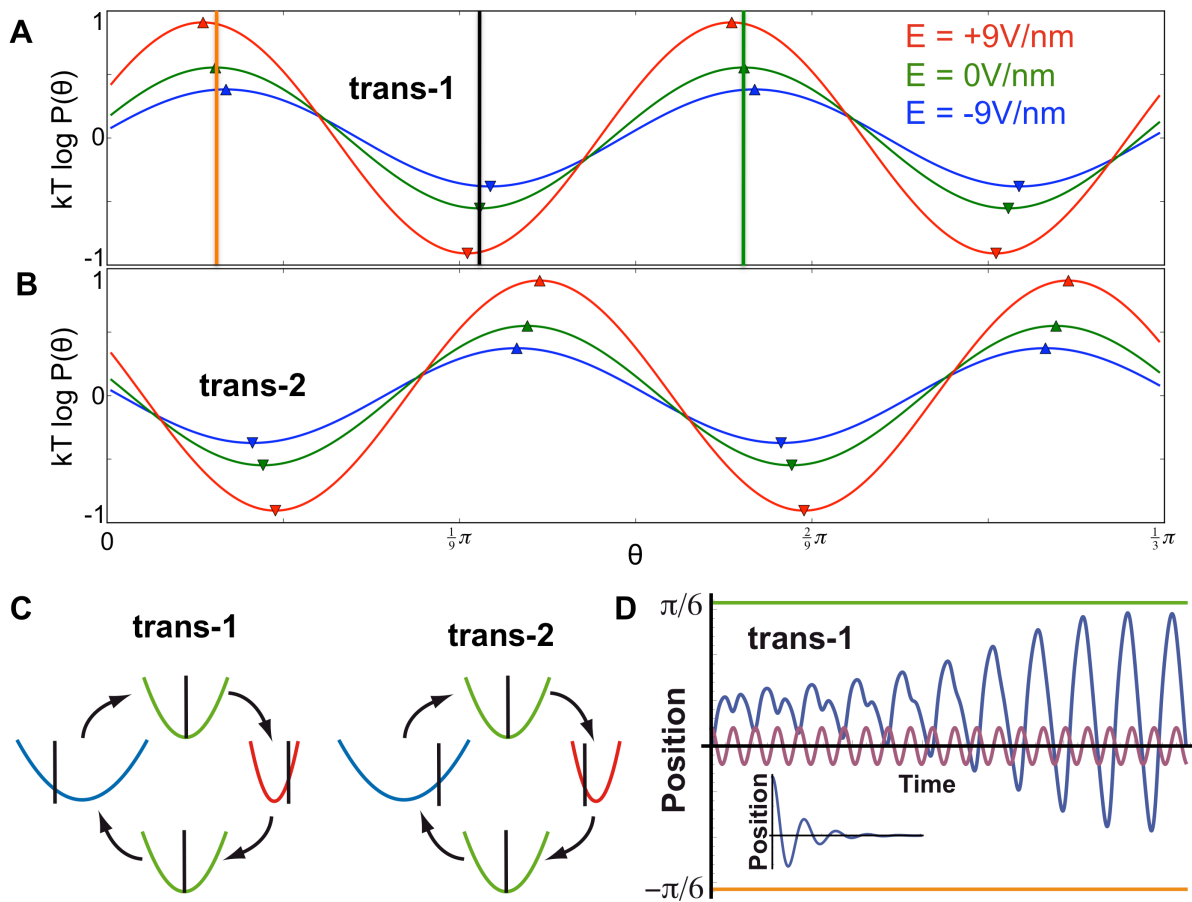 A
1
E = +9V/nm
E = 0V/nm
E = -9V/nm
trans-1
kT log P(θ)
0
-1
B
1
trans-2
kT log P(θ)
0
-1
0
1/9 π
θ
2/9 π
1/3 π
C
trans-1
trans-2
D
π/6
trans-1
Position
Time
Position
−π/6